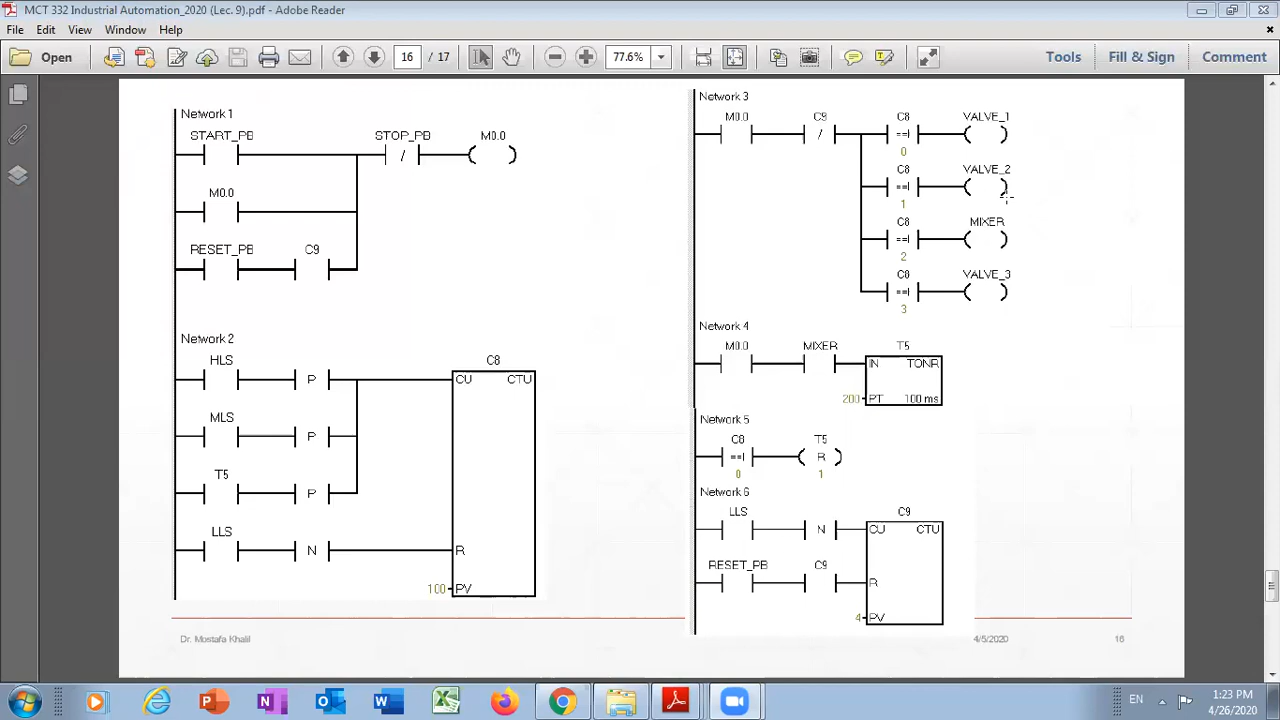 MCT 332 Industrial Automation_2020 (Lec. 9).pdf - Adobe Reader
File Edit View Window Help
Open 16 / 17 77.6% Tools Fill & Sign Comment
Network 1
START_PB STOP_PB M0.0
/
M0.0
RESET_PB C9
Network 2
HLS C8
P CU CTU
MLS
P
T5
P
LLS
N R
100 PV
Network 3
M0.0 C9 C8 VALVE_1
/ ==I
0
C8 VALVE_2
==I
1
C8 MIXER
==I
2
C8 VALVE_3
==I
3
Network 4
M0.0 MIXER T5
IN TONR
200 PT 100 ms
Network 5
C8 T5
==I R
0 1
Network 6
LLS C9
N CU CTU
RESET_PB C9
R
4 PV
Dr. Mostafa Khalil 4/5/2020 16
EN 1:23 PM
4/26/2020